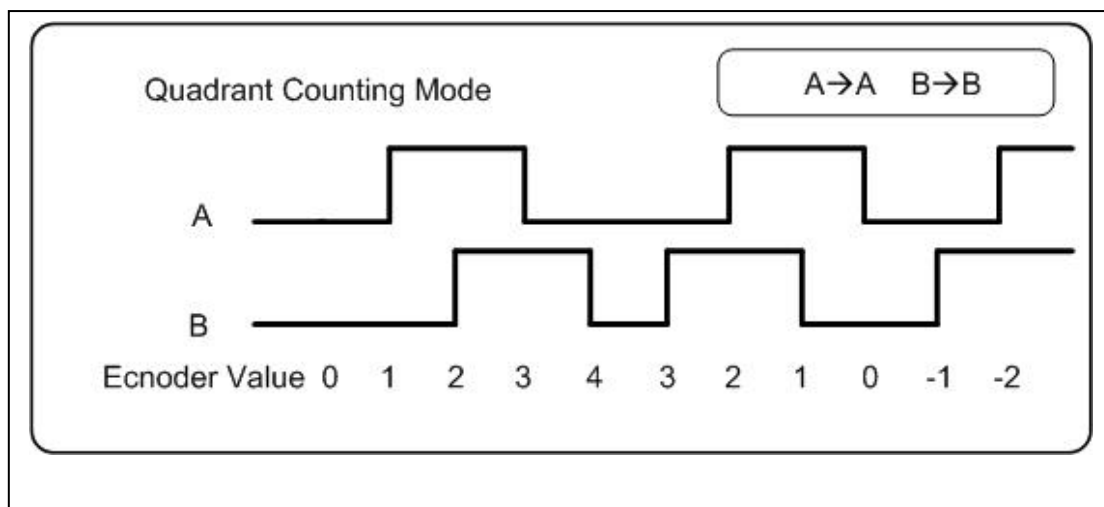 Quadrant Counting Mode
A→A B→B
A
B
Ecnoder Value 0 1 2 3 4 3 2 1 0 -1 -2